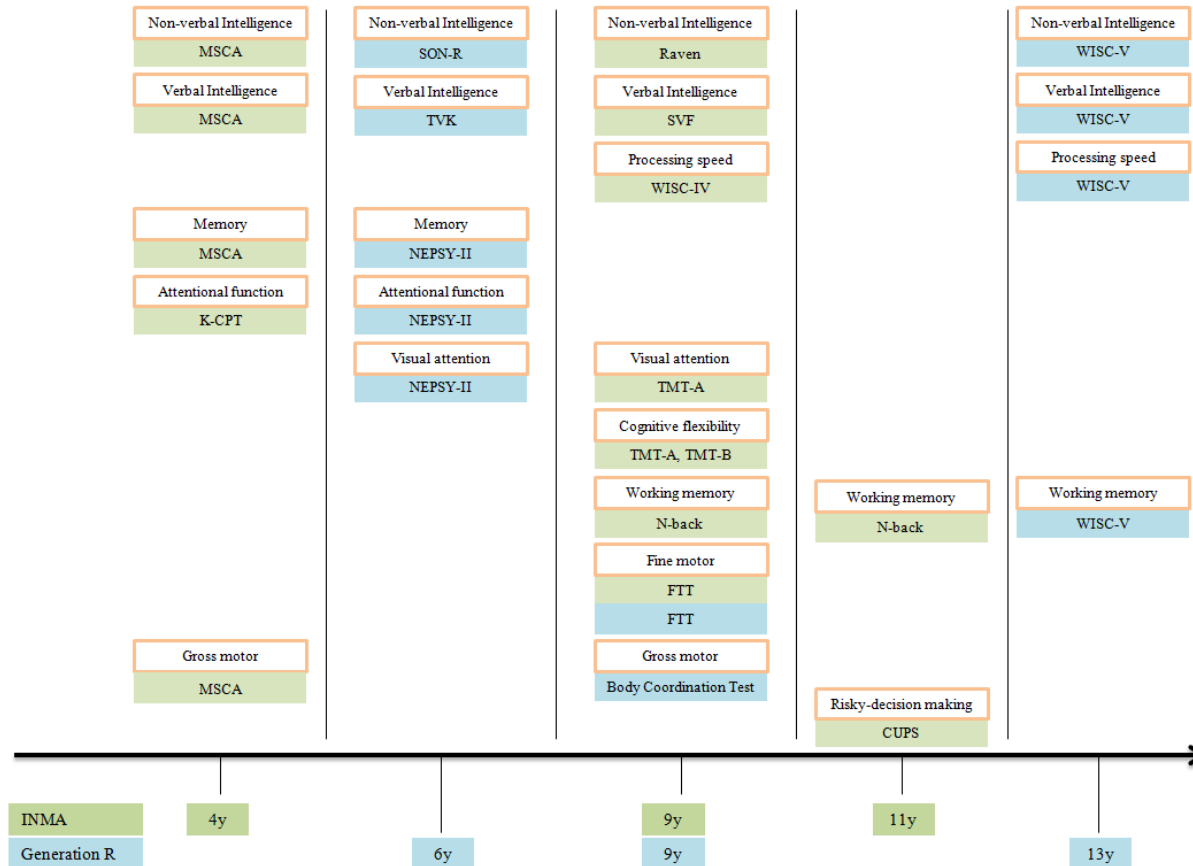 Non-verbal Intelligence
MSCA
Verbal Intelligence
MSCA
Memory
MSCA
Attentional function
K-CPT
Gross motor
MSCA
Non-verbal Intelligence
SON-R
Verbal Intelligence
TVK
Memory
NEPSY-II
Attentional function
NEPSY-II
Visual attention
NEPSY-II
Non-verbal Intelligence
Raven
Verbal Intelligence
SVF
Processing speed
WISC-IV
Visual attention
TMT-A
Cognitive flexibility
TMT-A, TMT-B
Working memory
N-back
Fine motor
FTT
FTT
Gross motor
Body Coordination Test
Working memory
N-back
Risky-decision making
CUPS
Non-verbal Intelligence
WISC-V
Verbal Intelligence
WISC-V
Processing speed
WISC-V
Working memory
WISC-V
INMA 4y 9y 11y
Generation R 6y 9y 13y